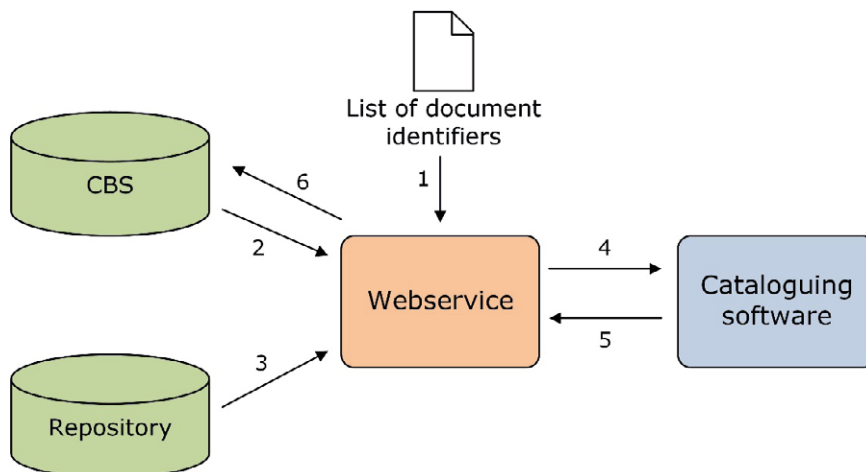 List of document
identifiers
CBS
6
1
2
4
Webservice
Cataloguing
software
3
5
Repository